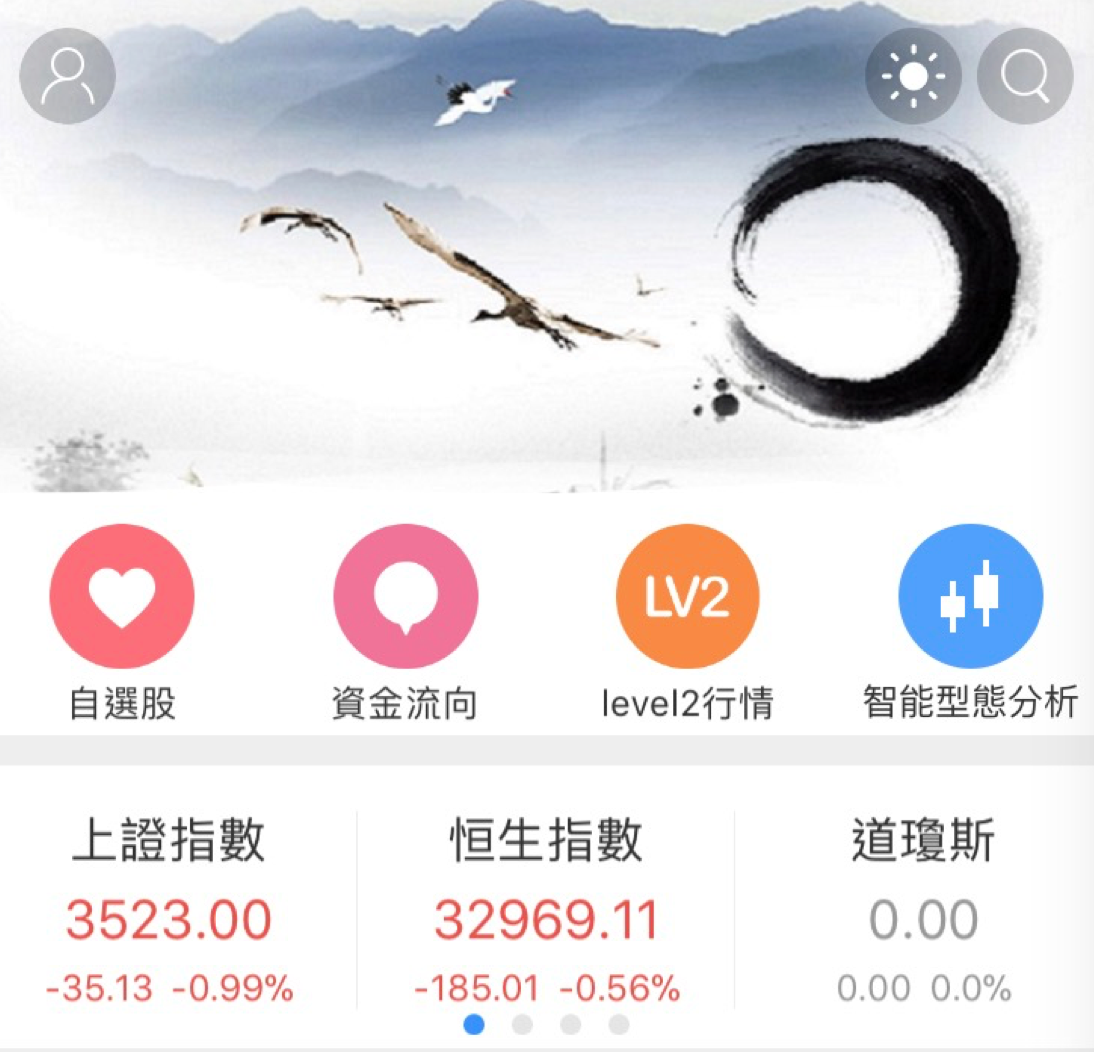 LV2
自選股
資金流向
level2行情
智能型態分析
上證指數
恒生指數
道瓊斯
3523.00
32969.11
0.00
-35.13 -0.99%
-185.01 -0.56%
0.00 0.0%